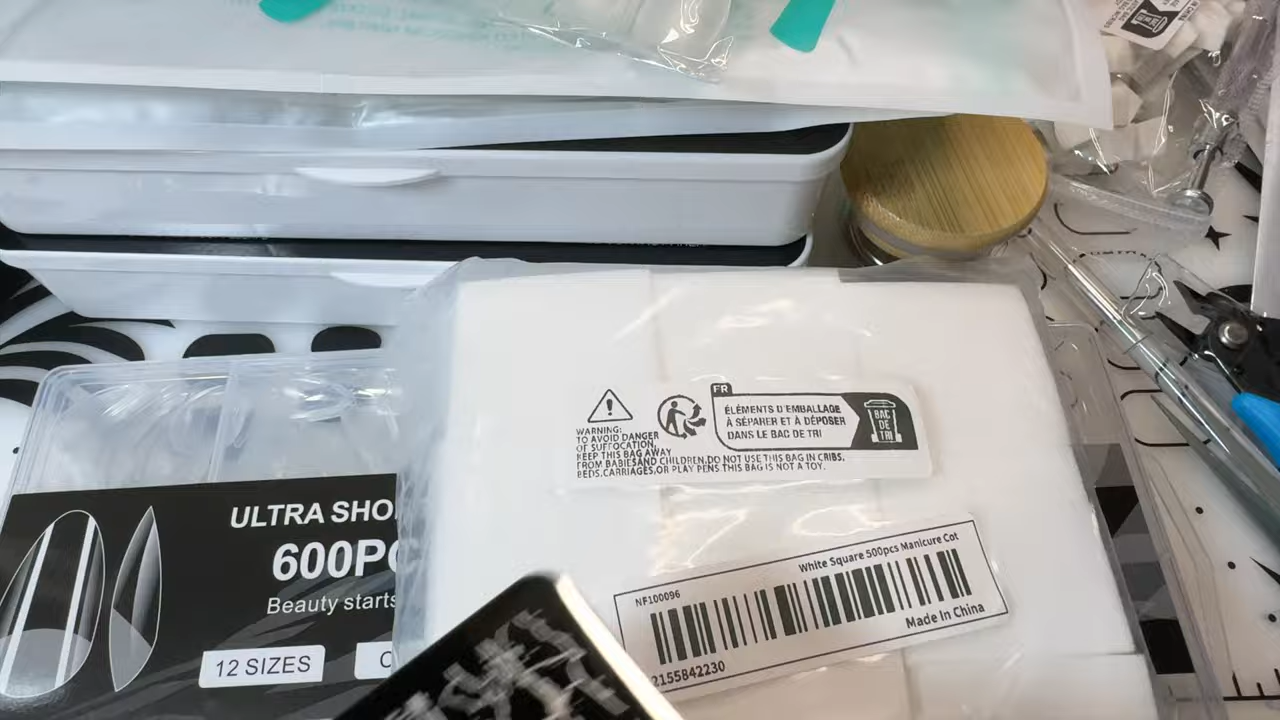 FR
ÉLÉMENTS D'EMBALLAGE
À SÉPARER ET À DÉPOSER
DANS LE BAC DE TRI
BAC
DE
TRI
WARNING:
TO AVOID DANGER
OF SUFFOCATION,
KEEP THIS BAG AWAY
FROM BABIESAND CHILDREN.DO NOT USE THIS BAG IN CRIBS.
BEDS.CARRIAGES.OR PLAY PENS THIS BAG IS NOT A TOY.
ULTRA SHO
600PC
Beauty starts
12 SIZES
C
White Square 500pcs Manicure Cot
NF100096
Made In China
2155842230